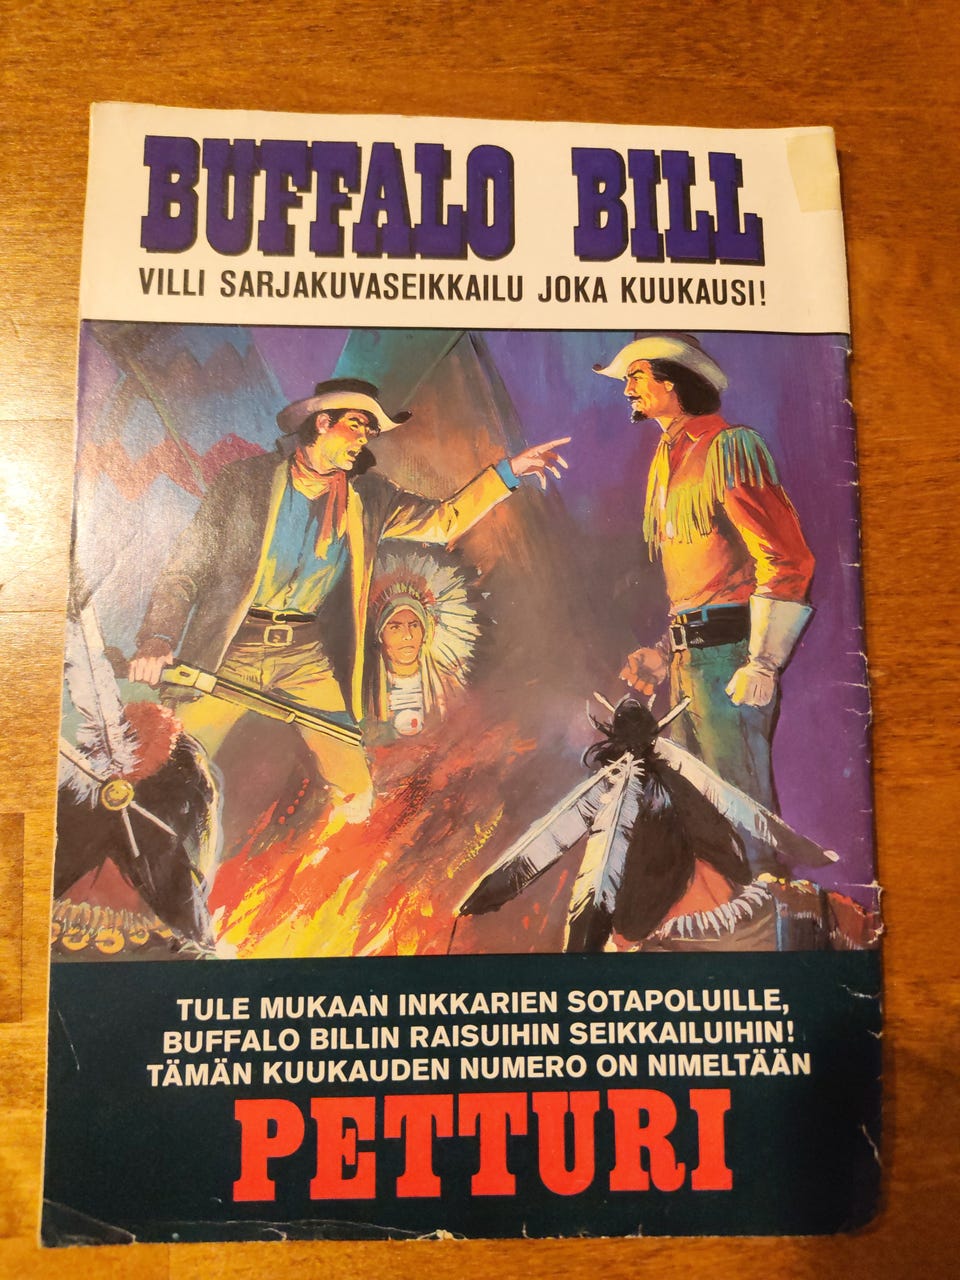 BUFFALO BILL
VILLI SARJAKUVASEIKKAILU JOKA KUUKAUSI!
TULE MUKAAN INKKARIEN SOTAPOLUILLE,
BUFFALO BILLIN RAISUIHIN SEIKKAILUIHIN!
TÄMÄN KUUKAUDEN NUMERO ON NIMELTÄÄN
PETTURI